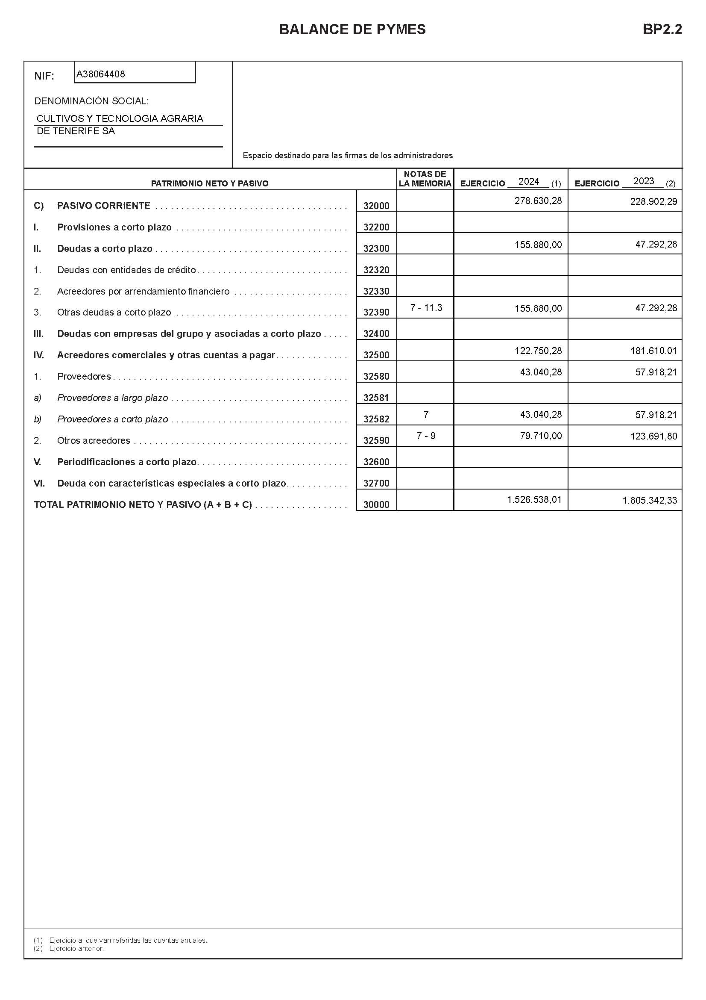 BALANCE DE PYMES BP2.2
NIF: A38064408
DENOMINACIÓN SOCIAL:
CULTIVOS Y TECNOLOGIA AGRARIA
DE TENERIFE SA
Espacio destinado para las firmas de los administradores
PATRIMONIO NETO Y PASIVO NOTAS DE LA MEMORIA EJERCICIO 2024 (1) EJERCICIO 2023 (2)
C) PASIVO CORRIENTE . . . . . . . . . . . . . . . . . . . . . . . . . . . . . . . . . . . . . 32000 278.630,28 228.902,29
I. Provisiones a corto plazo . . . . . . . . . . . . . . . . . . . . . . . . . . . . . . . . . 32200
II. Deudas a corto plazo . . . . . . . . . . . . . . . . . . . . . . . . . . . . . . . . . . . . . 32300 155.880,00 47.292,28
1. Deudas con entidades de crédito. . . . . . . . . . . . . . . . . . . . . . . . . . . . . 32320
2. Acreedores por arrendamiento financiero . . . . . . . . . . . . . . . . . . . . . . 32330
3. Otras deudas a corto plazo . . . . . . . . . . . . . . . . . . . . . . . . . . . . . . . . . 32390 7 - 11.3 155.880,00 47.292,28
III. Deudas con empresas del grupo y asociadas a corto plazo . . . . . 32400
IV. Acreedores comerciales y otras cuentas a pagar. . . . . . . . . . . . . . 32500 122.750,28 181.610,01
1. Proveedores . . . . . . . . . . . . . . . . . . . . . . . . . . . . . . . . . . . . . . . . . . . . . 32580 43.040,28 57.918,21
a) Proveedores a largo plazo . . . . . . . . . . . . . . . . . . . . . . . . . . . . . . . . . . 32581
b) Proveedores a corto plazo . . . . . . . . . . . . . . . . . . . . . . . . . . . . . . . . . . 32582 7 43.040,28 57.918,21
2. Otros acreedores . . . . . . . . . . . . . . . . . . . . . . . . . . . . . . . . . . . . . . . . . 32590 7 - 9 79.710,00 123.691,80
V. Periodificaciones a corto plazo. . . . . . . . . . . . . . . . . . . . . . . . . . . . . 32600
VI. Deuda con características especiales a corto plazo. . . . . . . . . . . . 32700
TOTAL PATRIMONIO NETO Y PASIVO (A + B + C) . . . . . . . . . . . . . . . . . . 30000 1.526.538,01 1.805.342,33
(1) Ejercicio al que van referidas las cuentas anuales.
(2) Ejercicio anterior.